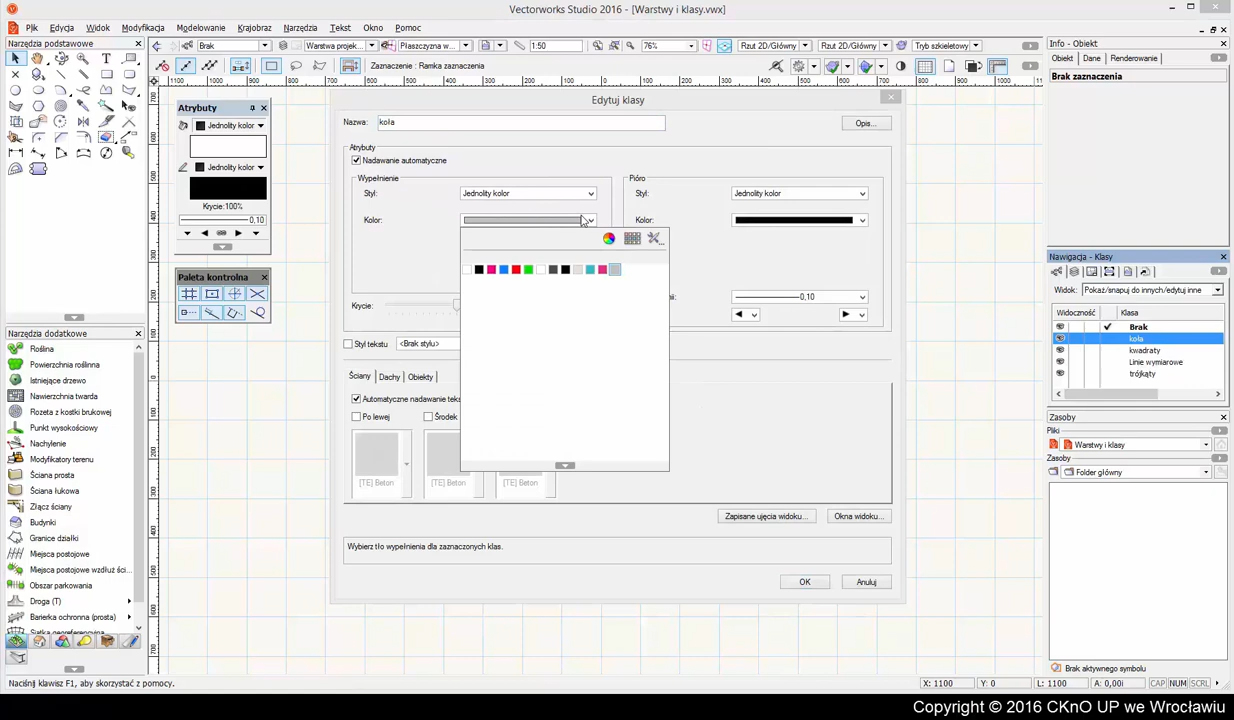 Vectorworks Studio 2016 - [Warstwy i klasy.vwx]
Plik Edycja Widok Modyfikacja Modelowanie Krajobraz Narzędzia Tekst Okno Pomoc
Narzędzia podstawowe
Brak Warstwa projek... Płaszczyzna w... 1:50 76% Rzut 2D/Główny Rzut 2D/Główny Tryb szkieletowy
Zaznaczenie : Ramka zaznaczenia
Info - Obiekt
Obiekt Dane Renderowanie
Brak zaznaczenia
Atrybuty
Jednolity kolor
Jednolity kolor
Krycie:100%
0,10
Paleta kontrolna
Edytuj klasy
Nazwa: koła Opis...
Atrybuty
Nadawanie automatyczne
Wypełnienie
Styl: Jednolity kolor
Kolor:
Krycie:
Pióro
Styl: Jednolity kolor
Kolor:
0,10
Styl tekstu <Brak stylu>
Ściany Dachy Obiekty
Automatyczne nadawanie teks
Po lewej Środek
[TE] Beton [TE] Beton [TE] Beton
Zapisane ujęcia widoku... Okna widoku...
Wybierz tło wypełnienia dla zaznaczonych klas.
OK Anuluj
Narzędzia dodatkowe
Roślina
Powierzchnia roślinna
Istniejące drzewo
Nawierzchnia twarda
Rozeta z kostki brukowej
Punkt wysokościowy
Nachylenie
Modyfikatory terenu
Ściana prosta
Ściana łukowa
Złącz ściany
Budynki
Granice działki
Miejsca postojowe
Miejsca postojowe wzdłuż ści...
Obszar parkowania
Droga (T)
Barierka ochronna (prosta)
Siatka georeferencyjna
Nawigacja - Klasy
Widok: Pokaż/snapuj do innych/edytuj inne
Widoczność Klasa
Brak
koła
kwadraty
Linie wymiarowe
trójkąty
Zasoby
Pliki
Warstwy i klasy
Zasoby
Folder główny
Brak aktywnego symbolu
Naciśnij klawisz F1, aby skorzystać z pomocy.
X: 1100 Y: 0 L: 1100 A: 0,00i CAP NUM SCRL
Copyright © 2016 CKnO UP we Wrocławiu